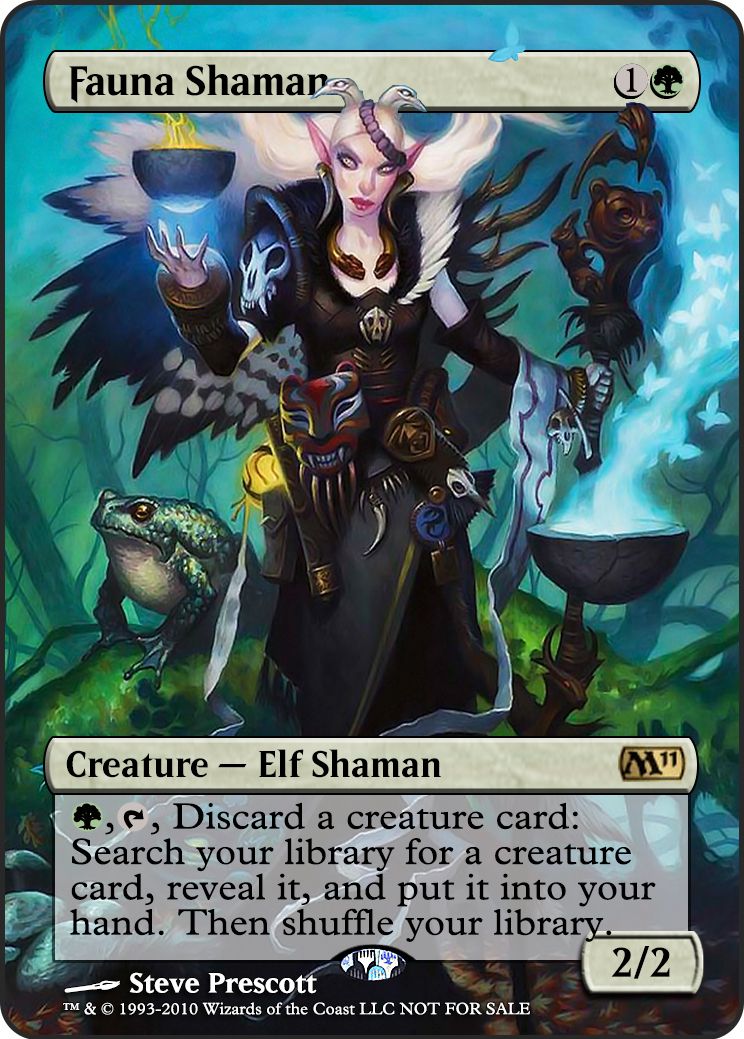 Fauna Shaman 1
Creature — Elf Shaman M11
, , Discard a creature card:
Search your library for a creature
card, reveal it, and put it into your
hand. Then shuffle your library.
2/2
Steve Prescott
™ & © 1993-2010 Wizards of the Coast LLC NOT FOR SALE